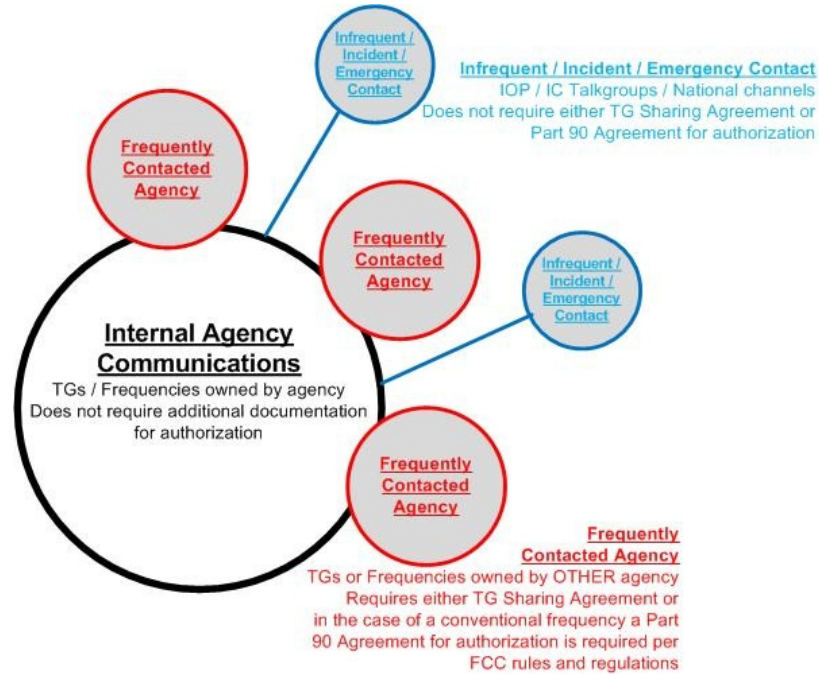 Infrequent /
Incident /
Emergency
Contact
Infrequent / Incident / Emergency Contact
IOP / IC Talkgroups / National channels
Does not require either TG Sharing Agreement or
Part 90 Agreement for authorization
Frequently
Contacted
Agency
Frequently
Contacted
Agency
Infrequent /
Incident /
Emergency
Contact
Internal Agency
Communications
TGs / Frequencies owned by agency
Does not require additional documentation
for authorization
Frequently
Contacted
Agency
Frequently
Contacted Agency
TGs or Frequencies owned by OTHER agency
Requires either TG Sharing Agreement or
in the case of a conventional frequency a Part
90 Agreement for authorization is required per
FCC rules and regulations